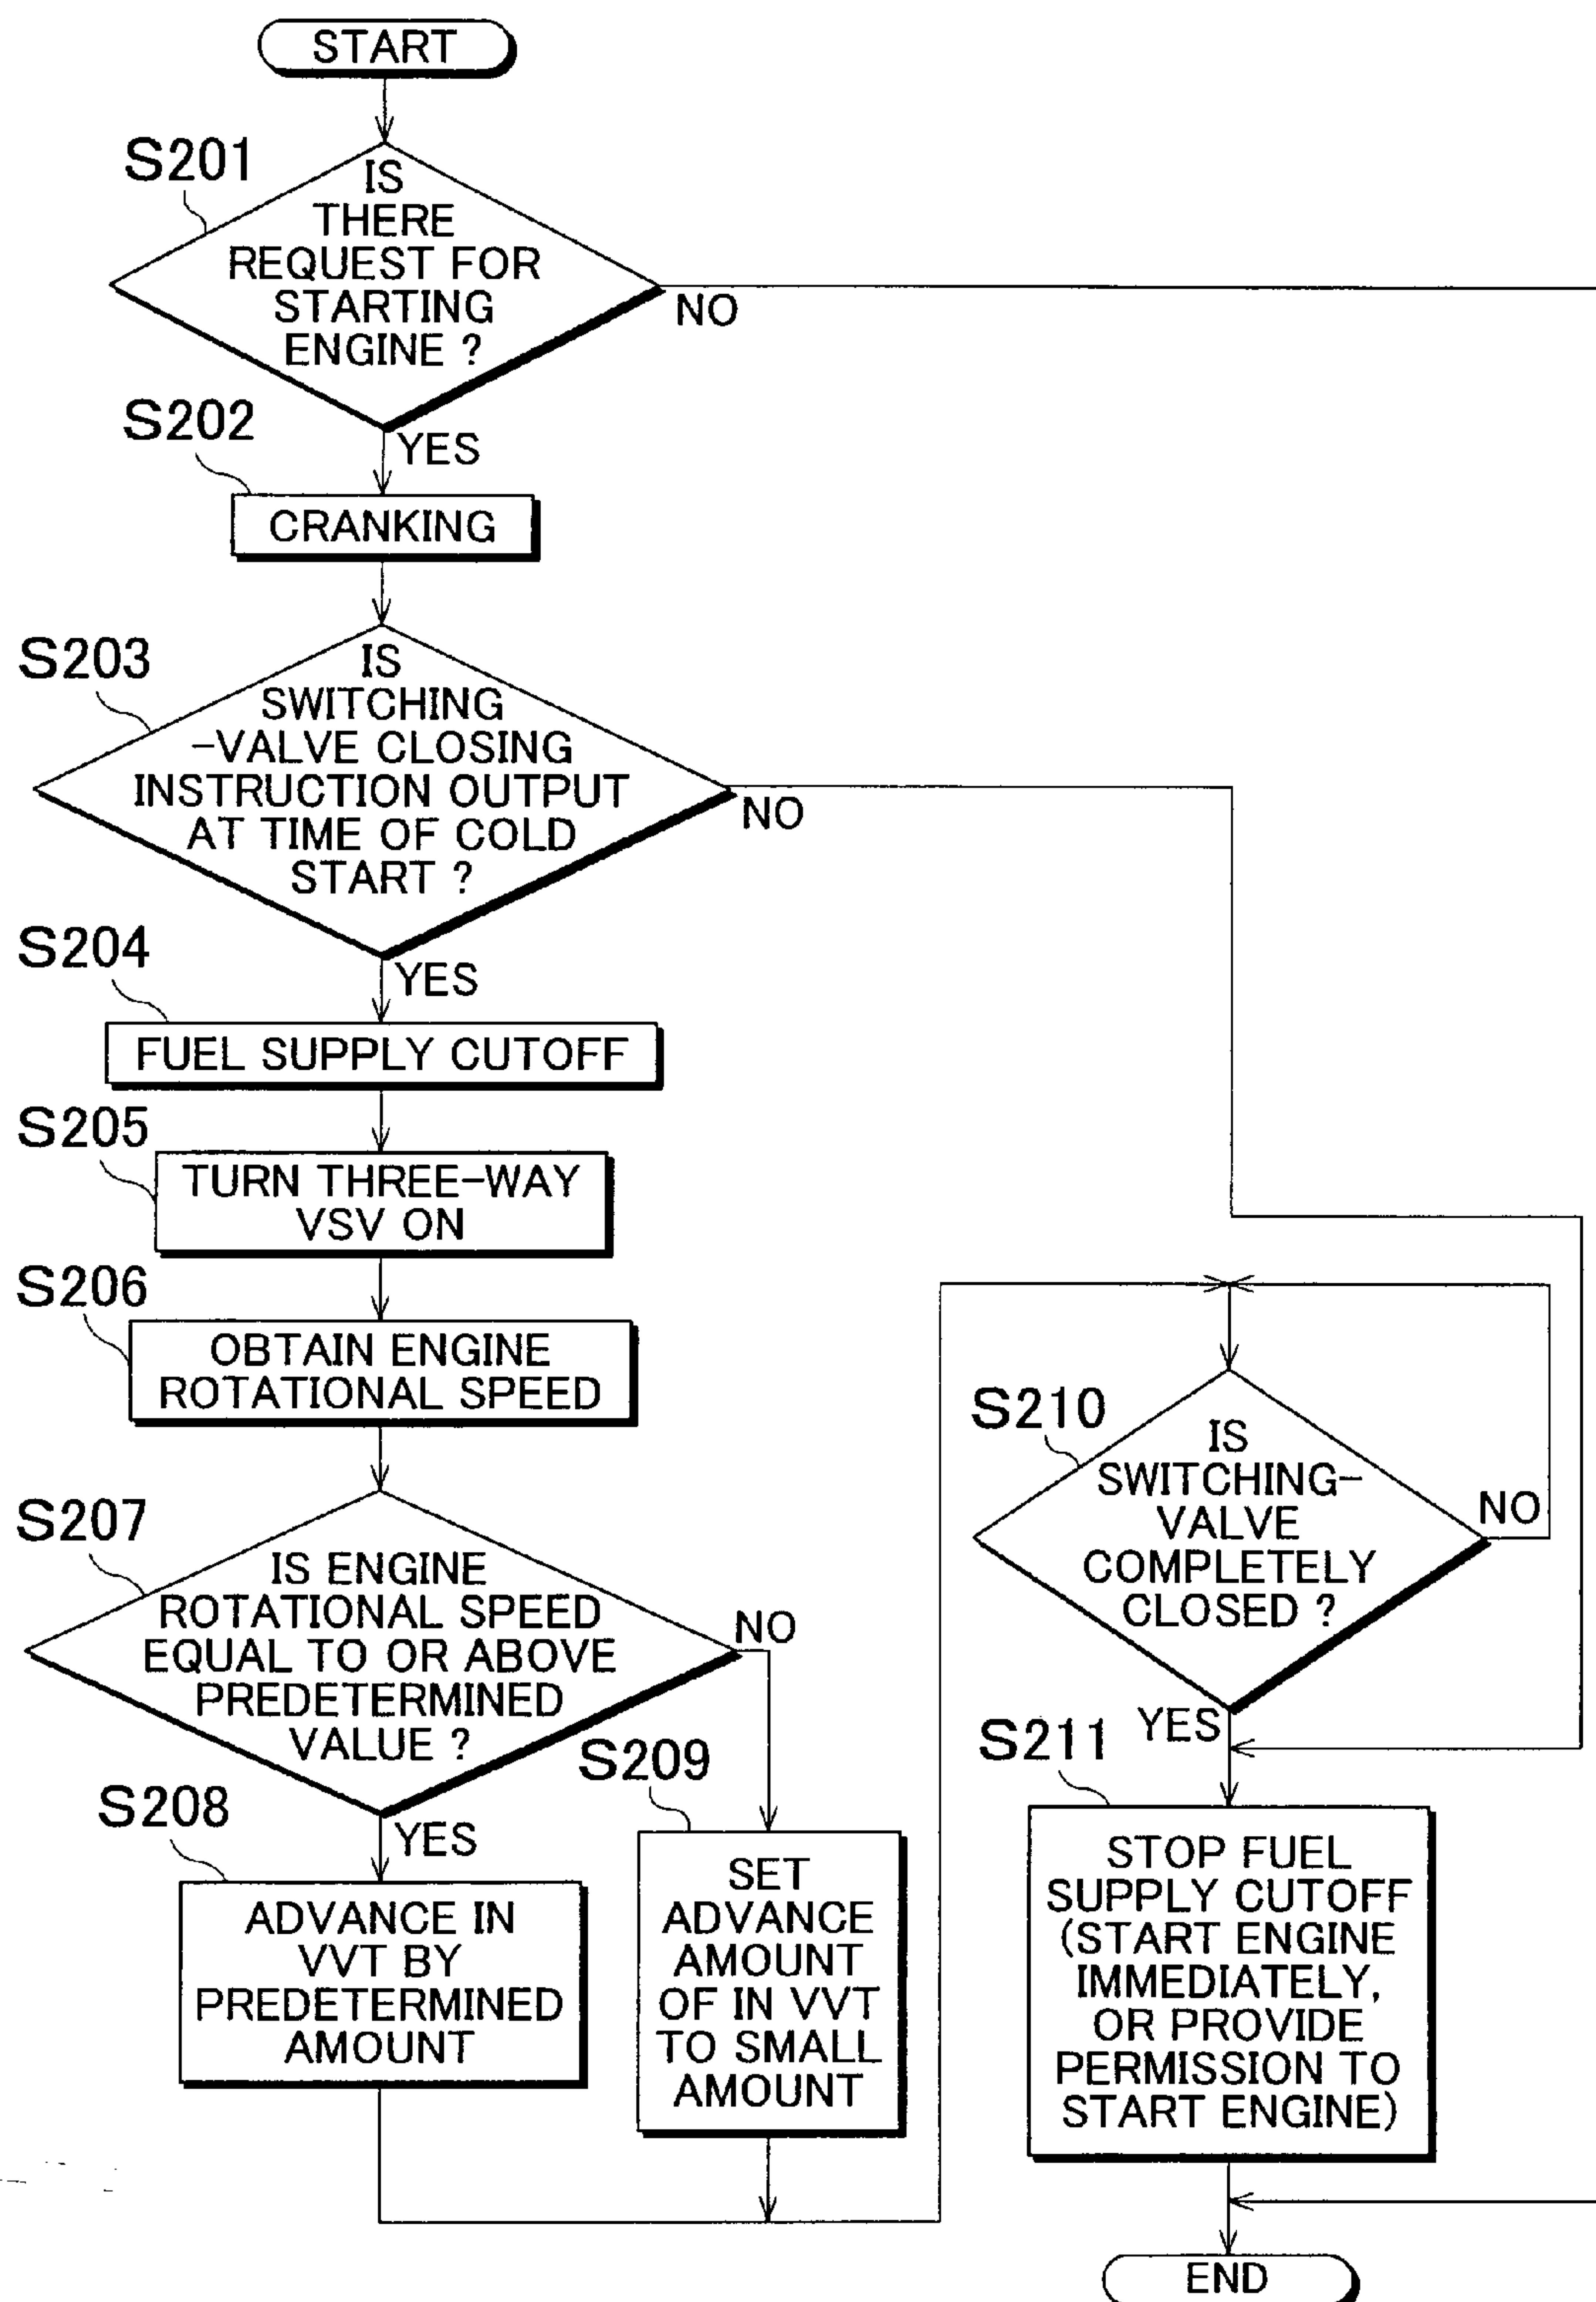 START
S201
IS
THERE
REQUEST FOR
STARTING
ENGINE ?
NO
YES
S202
CRANKING
S203
IS
SWITCHING
-VALVE CLOSING
INSTRUCTION OUTPUT
AT TIME OF COLD
START ?
NO
YES
S204
FUEL SUPPLY CUTOFF
S205
TURN THREE-WAY
VSV ON
S206
OBTAIN ENGINE
ROTATIONAL SPEED
S207
IS ENGINE
ROTATIONAL SPEED
EQUAL TO OR ABOVE
PREDETERMINED
VALUE ?
NO
YES
S208
ADVANCE IN
VVT BY
PREDETERMINED
AMOUNT
S209
SET
ADVANCE
AMOUNT
OF IN VVT
TO SMALL
AMOUNT
S210
IS
SWITCHING-
VALVE
COMPLETELY
CLOSED ?
NO
YES
S211
STOP FUEL
SUPPLY CUTOFF
(START ENGINE
IMMEDIATELY,
OR PROVIDE
PERMISSION TO
START ENGINE)
END